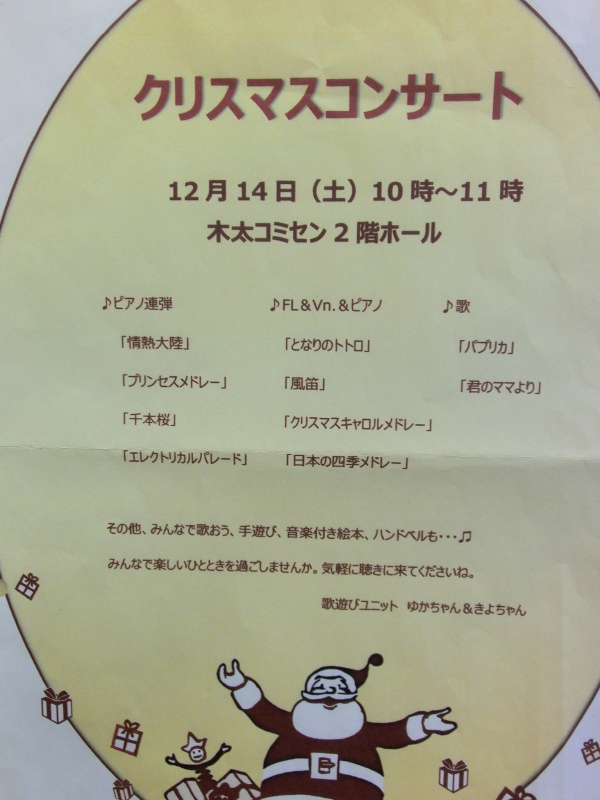 クリスマスコンサート
12月14日（土）10時～11時
木太コミセン2階ホール
♪ピアノ連弾
「情熱大陸」
「プリンセスメドレー」
「千本桜」
「エレクトリカルパレード」
♪FL＆Vn.＆ピアノ
「となりのトトロ」
「風笛」
「クリスマスキャロルメドレー」
「日本の四季メドレー」
♪歌
「パプリカ」
「君のママより」
その他、みんなで歌おう、手遊び、音楽付き絵本、ハンドベルも・・・♫
みんなで楽しいひとときを過ごしませんか。気軽に聴きに来てくださいね。
歌遊びユニット　ゆかちゃん＆きよちゃん